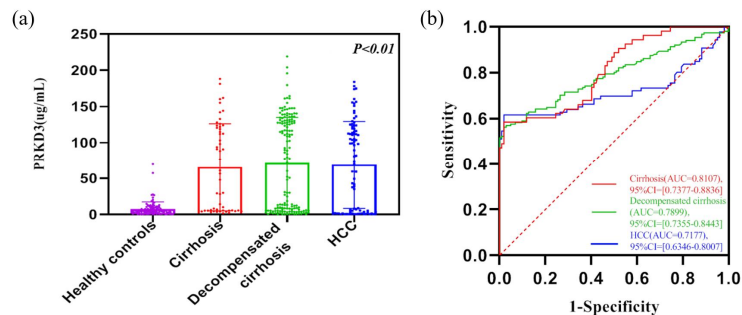 (a)
PRKD3(ug/mL)
250
200
150
100
50
0
P<0.01
Healthy controls
Cirrhosis
Decompensated
cirrhosis
HCC
(b)
Sensitivity
1.0
0.8
0.6
0.4
0.2
0.0
Cirrhosis(AUC=0.8107),
95%CI=[0.7377-0.8836]
Decompensated cirrhosis
(AUC=0.7899),
95%CI=[0.7355-0.8443]
HCC(AUC=0.7177),
95%CI=[0.6346-0.8007]
0.0 0.2 0.4 0.6 0.8 1.0
1-Specificity